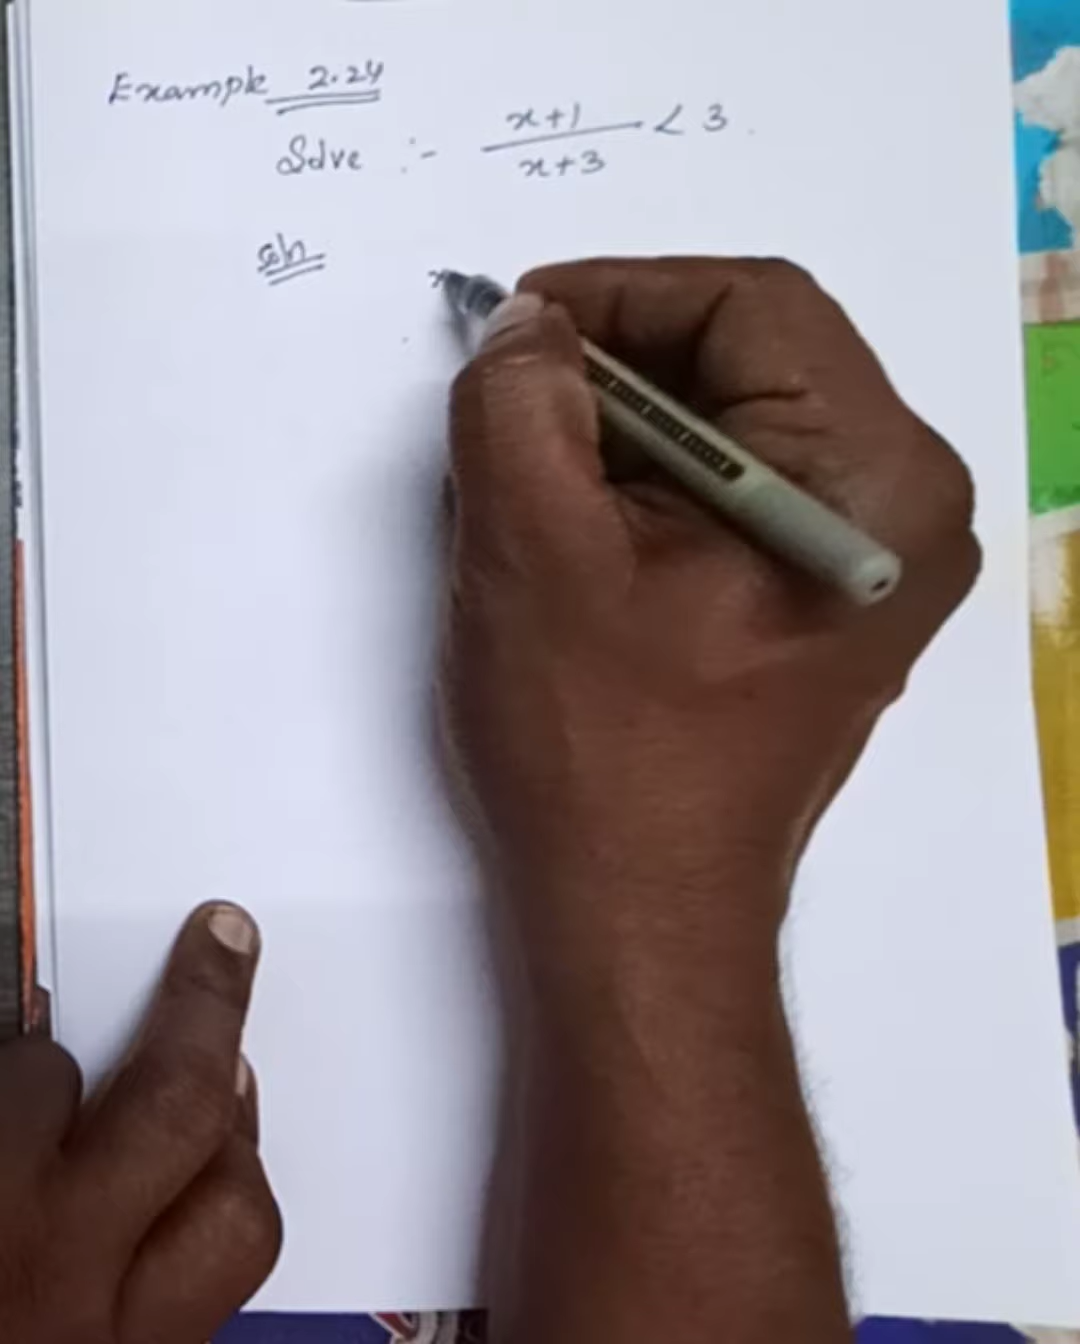 Example 2.24
Solve :- x+1 / x+3 < 3.
Soln
x